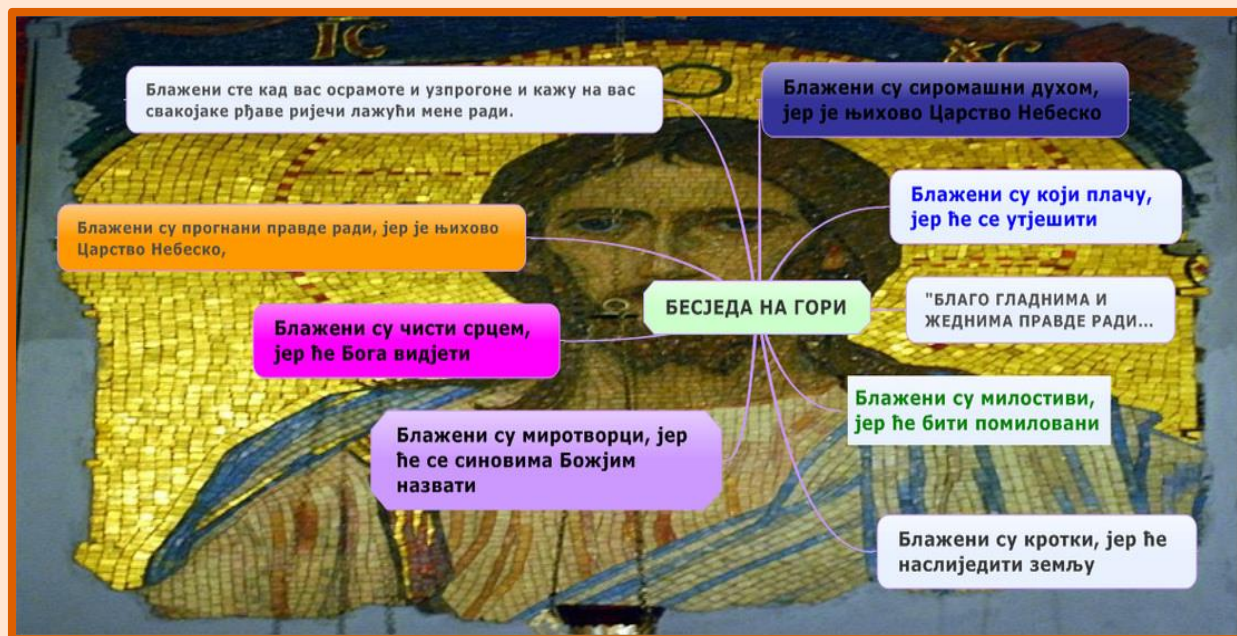 ІС
ХС
Блажени сте кад вас осрамоте и узпрогоне и кажу на вас
свакојаке рђаве ријечи лажући мене ради.
Блажени су сиромашни духом,
јер је њихово Царство Небеско
Блажени су који плачу,
јер ће се утјешити
Блажени су прогнани правде ради, јер је њихово
Царство Небеско,
БЕСЈЕДА НА ГОРИ
"БЛАГО ГЛАДНИМА И
ЖЕДНИМА ПРАВДЕ РАДИ...
Блажени су чисти срцем,
јер ће Бога видјети
Блажени су милостиви,
јер ће бити помиловани
Блажени су миротворци, јер
ће се синовима Божјим
назвати
Блажени су кротки, јер ће
наслиједити земљу